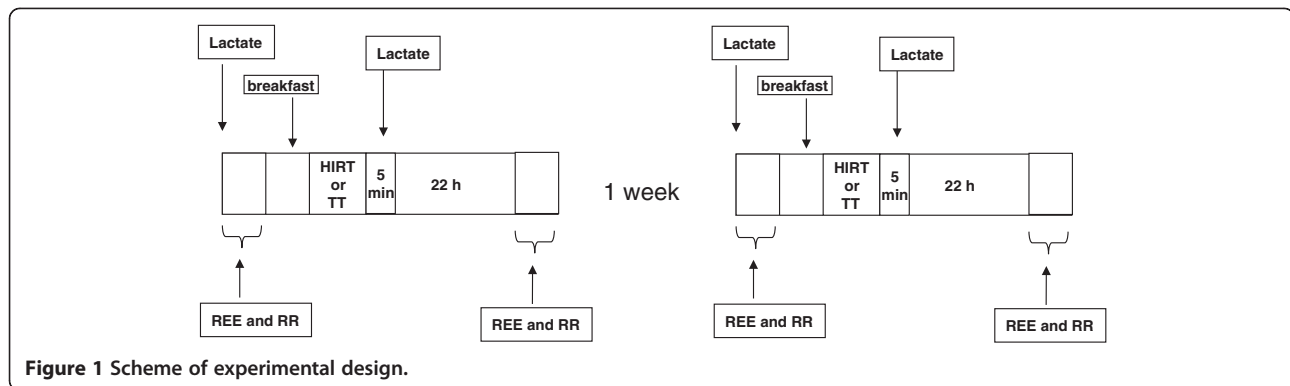 Lactate
Lactate
breakfast
HIRT
or
TT
5
min
22 h
REE and RR
REE and RR
1 week
Lactate
Lactate
breakfast
HIRT
or
TT
5
min
22 h
REE and RR
REE and RR
Figure 1 Scheme of experimental design.